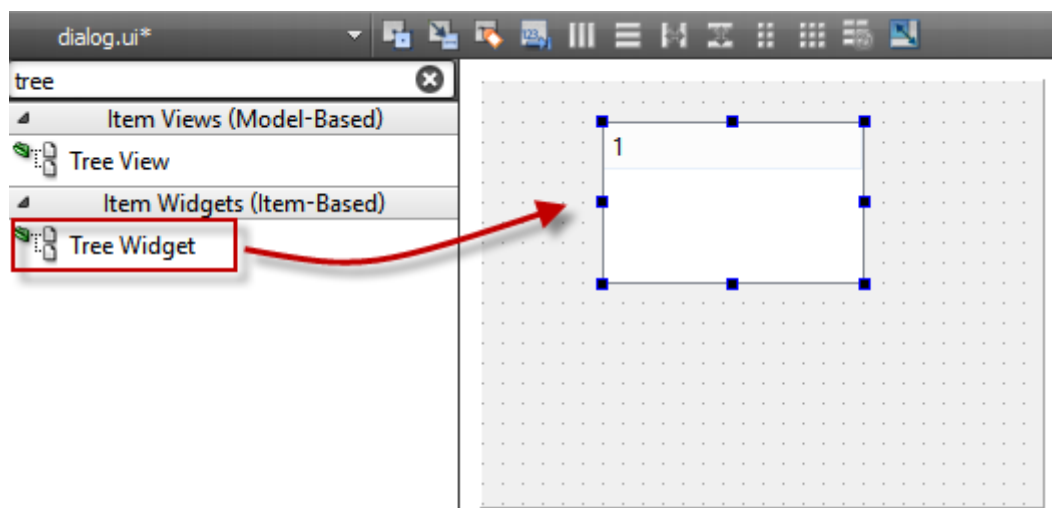 dialog.ui*
tree
Item Views (Model-Based)
Tree View
Item Widgets (Item-Based)
Tree Widget
1